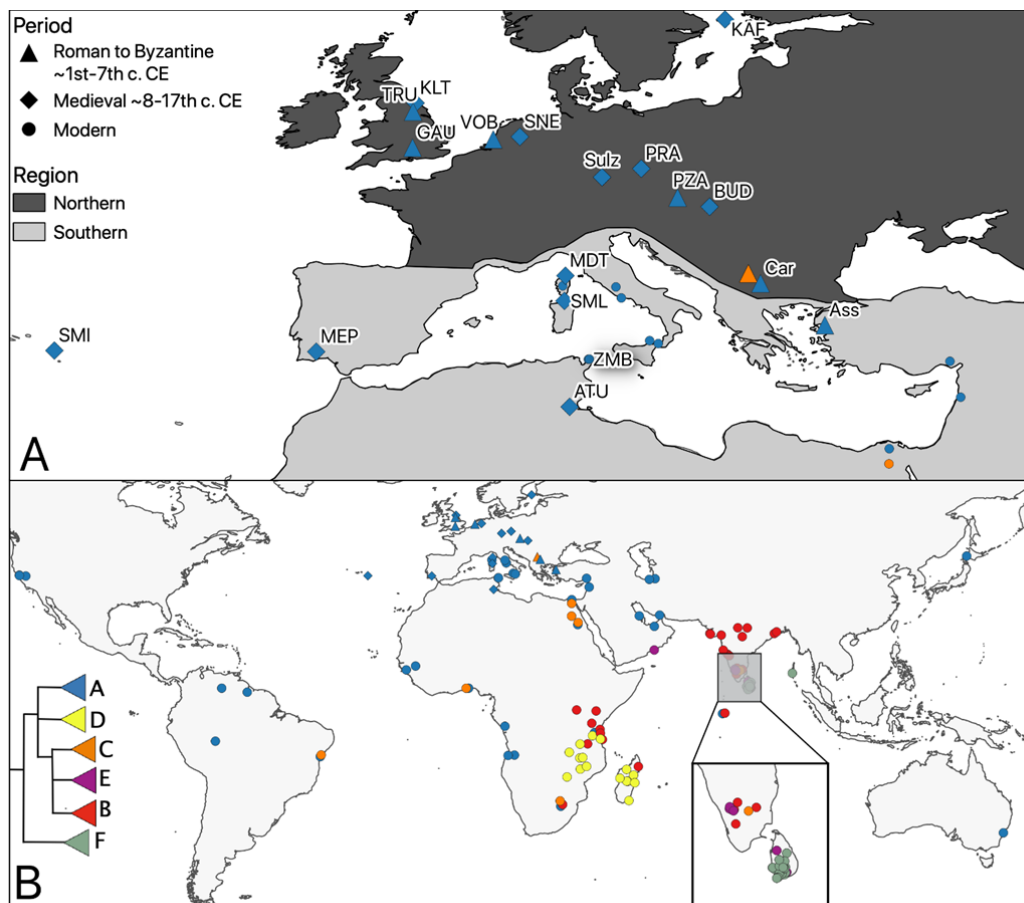 Period
Roman to Byzantine
~1st-7th c. CE
Medieval ~8-17th c. CE
Modern
Region
Northern
Southern
KAF
TRU
KLT
GAU
VOB
SNE
Sulz
PRA
PZA
BUD
MDT
Car
SML
Ass
SMI
MEP
ZMB
ATU
A
A
D
C
E
B
F
B